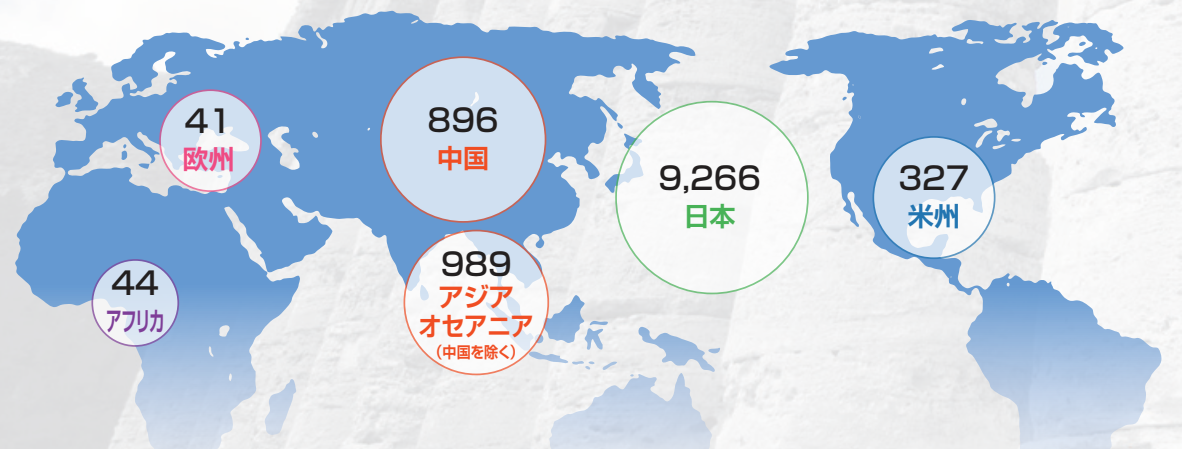 41
欧州
896
中国
9,266
日本
327
米州
44
アフリカ
989
アジア
オセアニア
（中国を除く）